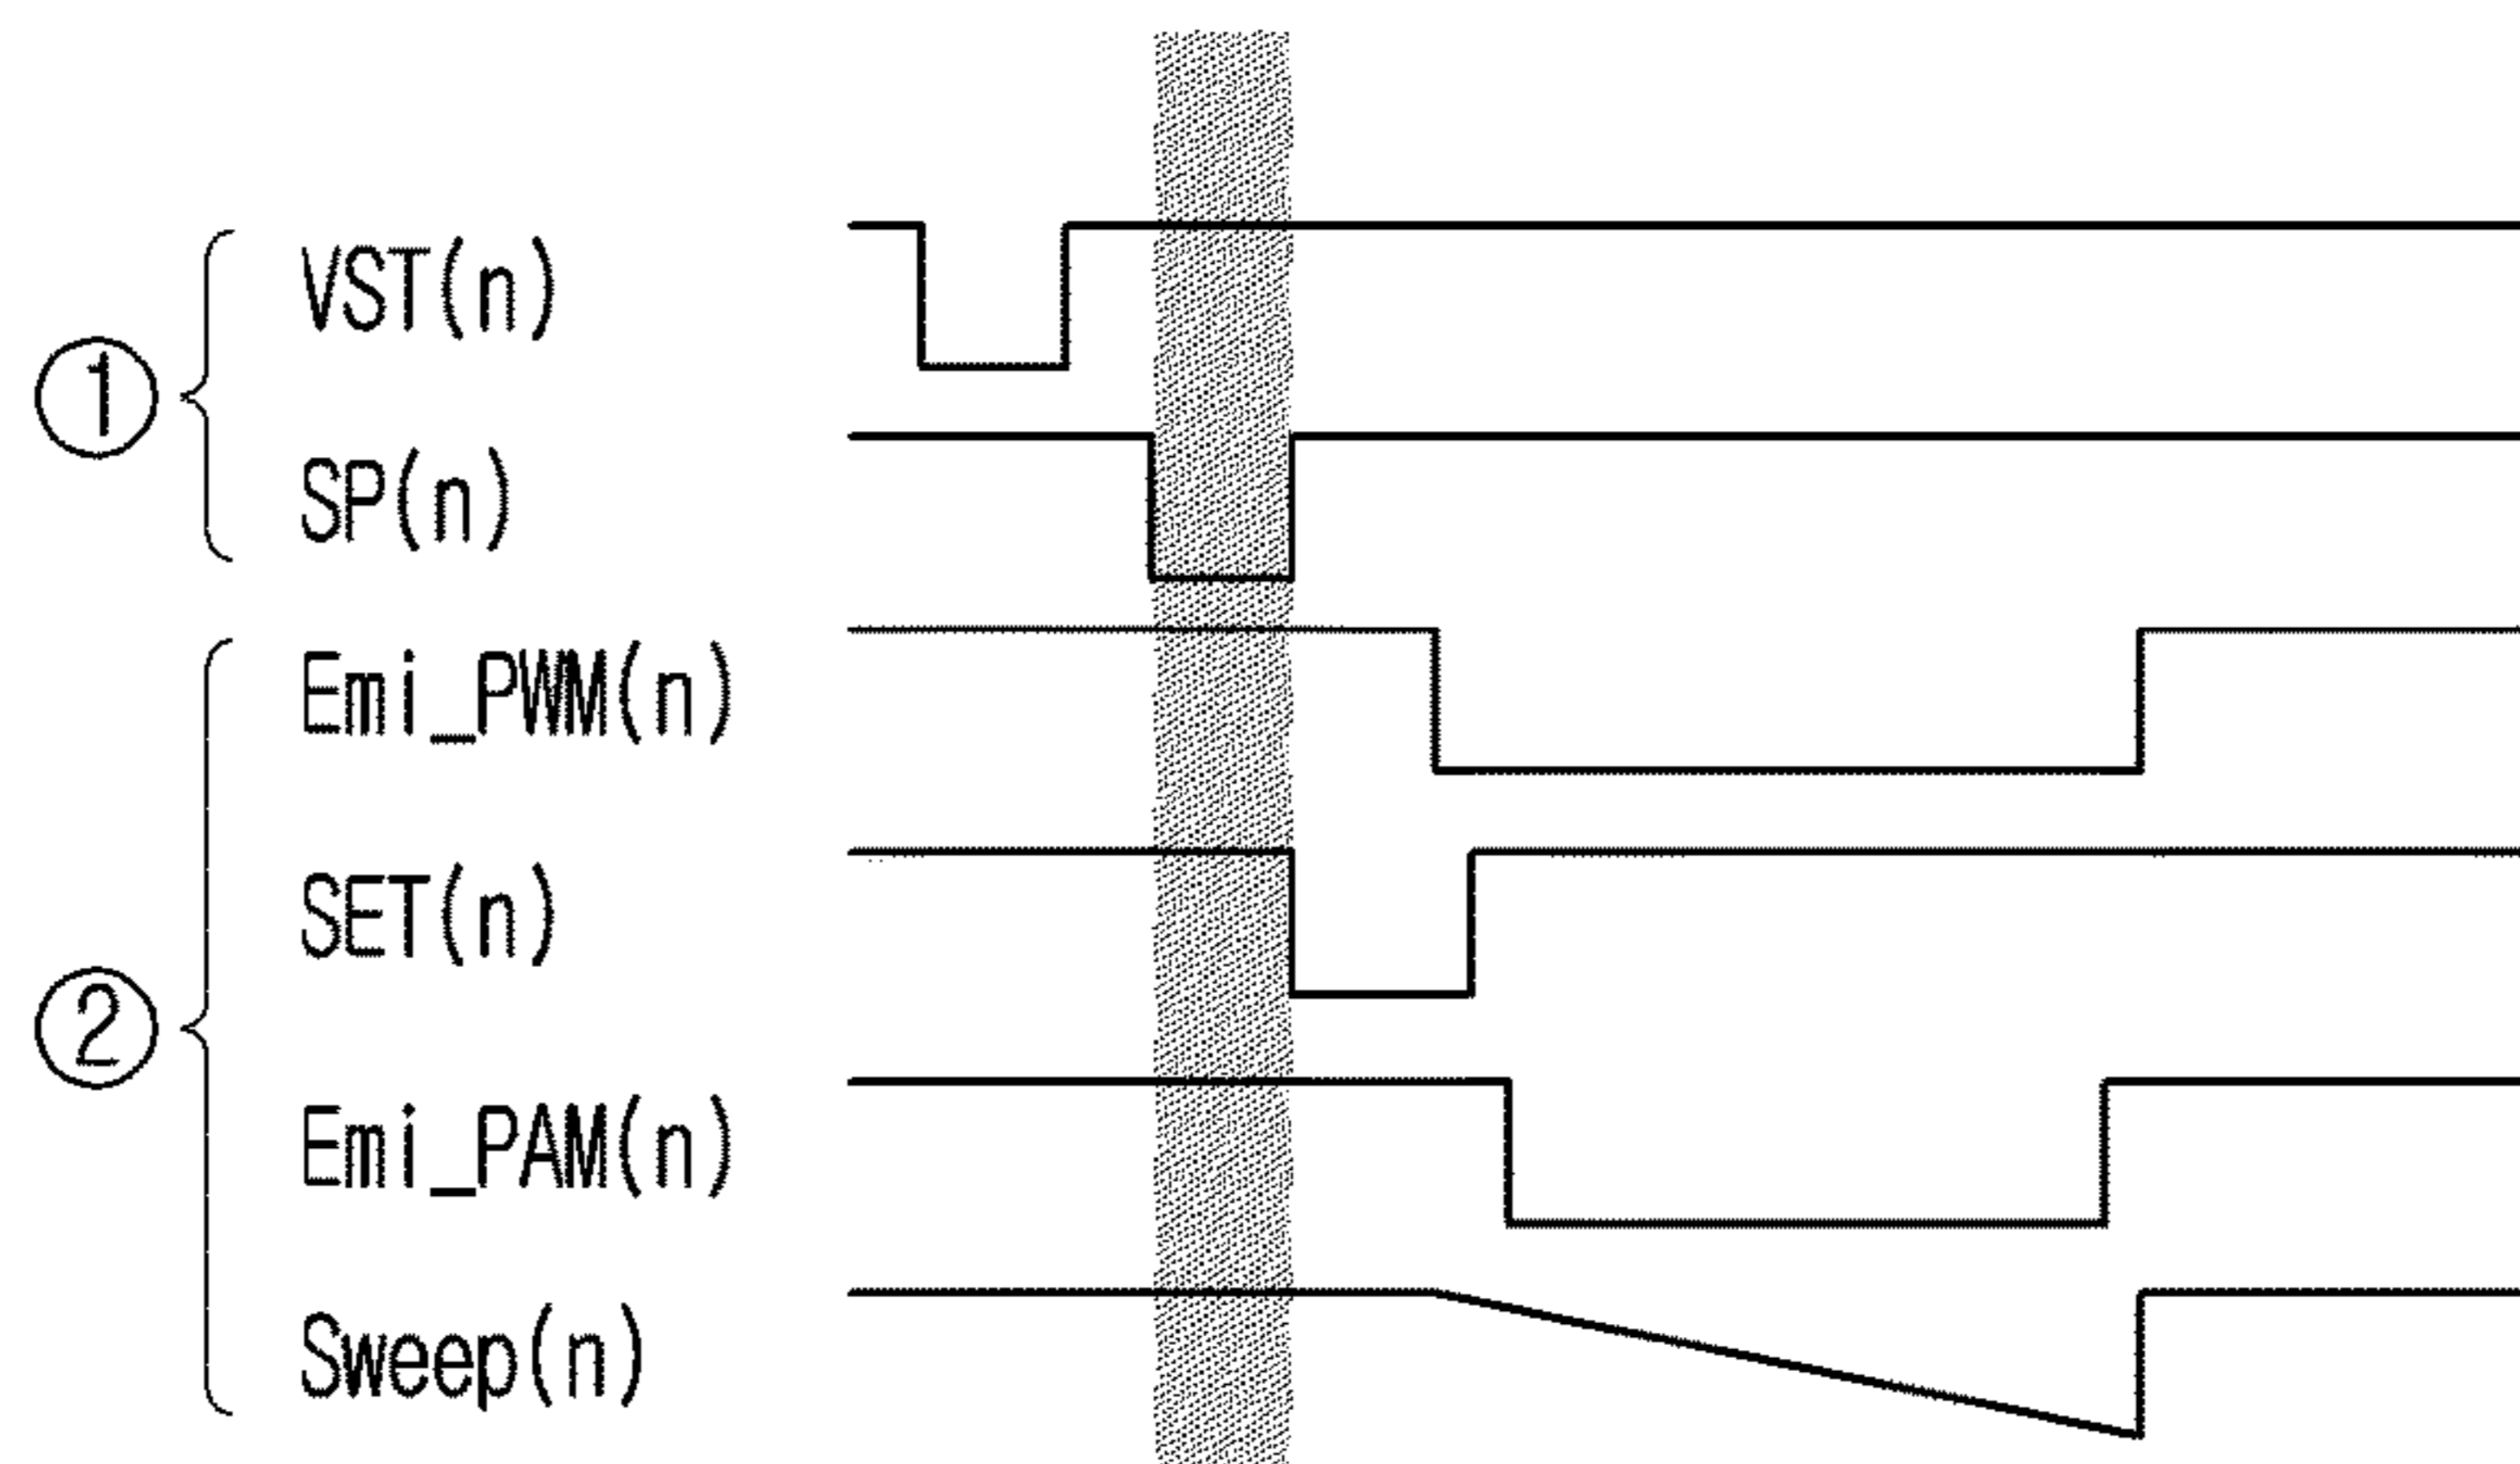 ①
VST(n)
SP(n)
②
Emi_PWM(n)
SET(n)
Emi_PAM(n)
Sweep(n)